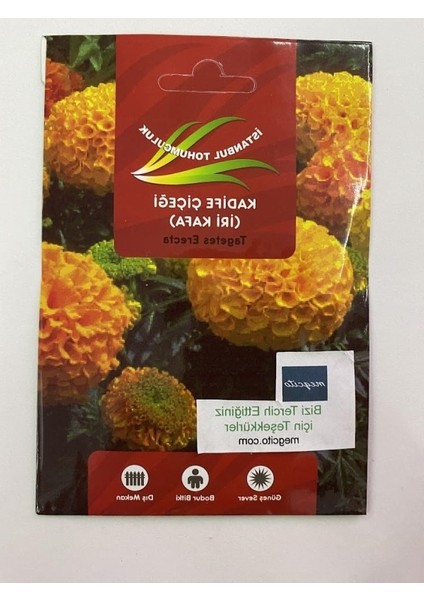 İSTANBUL TOHUMCULUK
KADİFE ÇİÇEĞİ
(İRİ KAFA)
Tagetes Erecta
megcito
Bizi Tercih Ettiğiniz
için Teşekkürler
megcito.com
Güneş Sever
Bodur Bitki
Dış Mekan